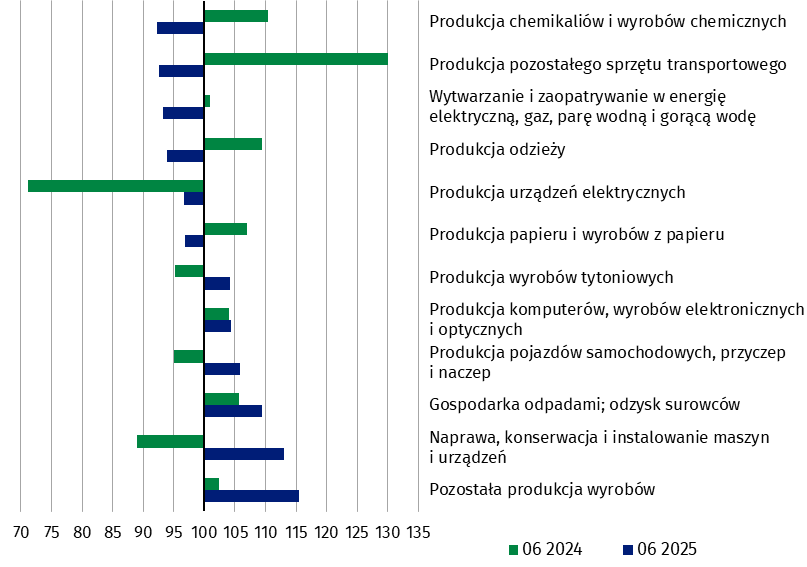 Produkcja chemikaliów i wyrobów chemicznych
Produkcja pozostałego sprzętu transportowego
Wytwarzanie i zaopatrywanie w energię
elektryczną, gaz, parę wodną i gorącą wodę
Produkcja odzieży
Produkcja urządzeń elektrycznych
Produkcja papieru i wyrobów z papieru
Produkcja wyrobów tytoniowych
Produkcja komputerów, wyrobów elektronicznych
i optycznych
Produkcja pojazdów samochodowych, przyczep
i naczep
Gospodarka odpadami; odzysk surowców
Naprawa, konserwacja i instalowanie maszyn
i urządzeń
Pozostała produkcja wyrobów
70 75 80 85 90 95 100 105 110 115 120 125 130 135
06 2024 06 2025